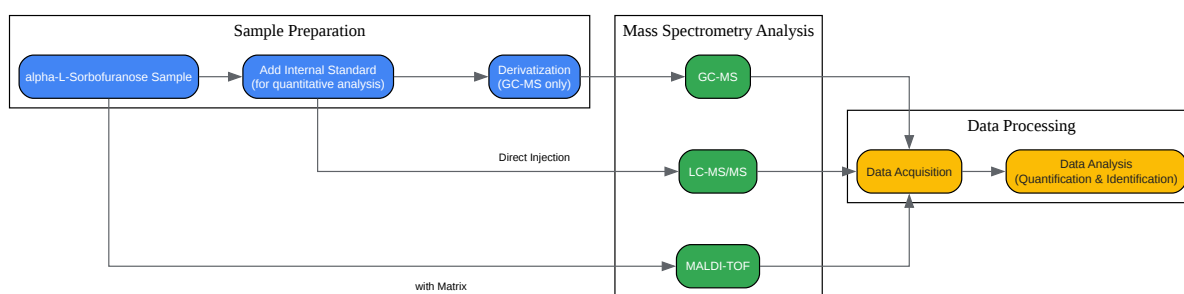 Sample Preparation
alpha-L-Sorbofuranose Sample
Add Internal Standard
(for quantitative analysis)
Derivatization
(GC-MS only)
Mass Spectrometry Analysis
GC-MS
Direct Injection
LC-MS/MS
with Matrix
MALDI-TOF
Data Processing
Data Acquisition
Data Analysis
(Quantification & Identification)